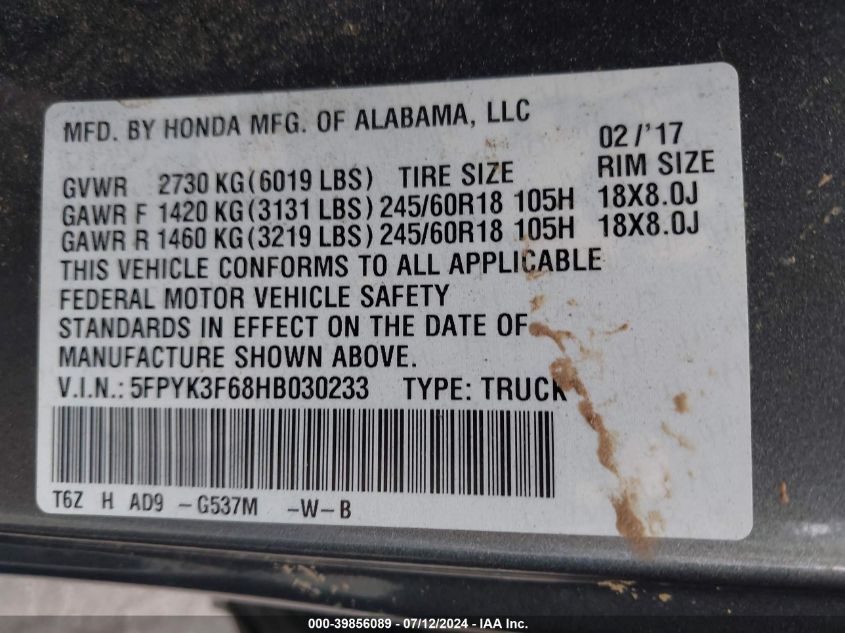 MFD. BY HONDA MFG. OF ALABAMA, LLC 02/'17
GVWR 2730 KG(6019 LBS) TIRE SIZE RIM SIZE
GAWR F 1420 KG(3131 LBS) 245/60R18 105H 18X8.0J
GAWR R 1460 KG(3219 LBS) 245/60R18 105H 18X8.0J
THIS VEHICLE CONFORMS TO ALL APPLICABLE
FEDERAL MOTOR VEHICLE SAFETY
STANDARDS IN EFFECT ON THE DATE OF
MANUFACTURE SHOWN ABOVE.
V.I.N.: 5FPYK3F68HB030233 TYPE: TRUCK
T6Z H AD9 -G537M -W-B
000-39856089 - 07/12/2024 - IAA Inc.